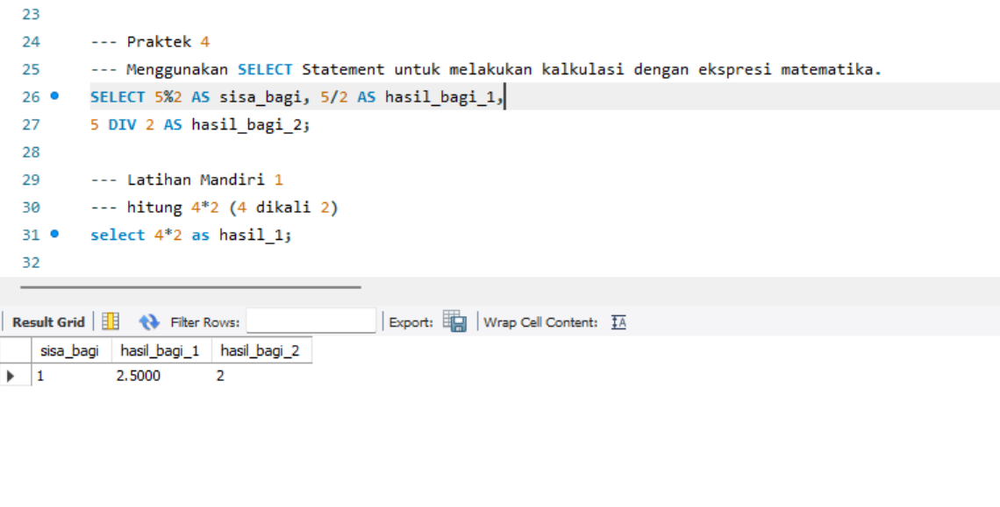 23
24 --- Praktek 4
25 --- Menggunakan SELECT Statement untuk melakukan kalkulasi dengan ekspresi matematika.
26 SELECT 5%2 AS sisa_bagi, 5/2 AS hasil_bagi_1,
27 5 DIV 2 AS hasil_bagi_2;
28
29 --- Latihan Mandiri 1
30 --- hitung 4*2 (4 dikali 2)
31 select 4*2 as hasil_1;
32
Result Grid Filter Rows: Export: Wrap Cell Content: IA
sisa_bagi hasil_bagi_1 hasil_bagi_2
1 2.5000 2